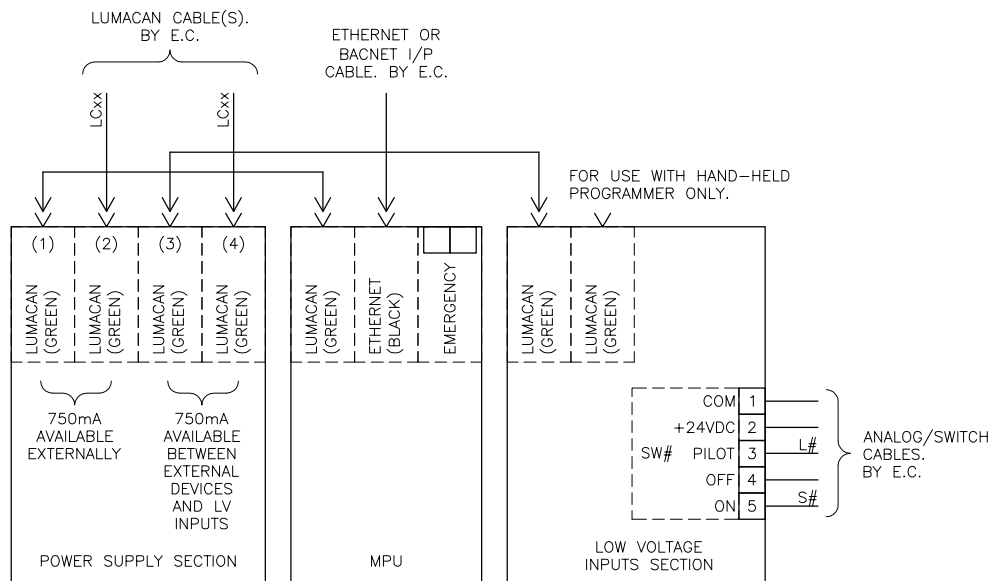 LUMACAN CABLE(S).
BY E.C.
ETHERNET OR
BACNET I/P
CABLE. BY E.C.
LCxx
LCxx
FOR USE WITH HAND-HELD
PROGRAMMER ONLY.
(1)
(2)
(3)
(4)
LUMACAN
(GREEN)
LUMACAN
(GREEN)
LUMACAN
(GREEN)
LUMACAN
(GREEN)
LUMACAN
(GREEN)
ETHERNET
(BLACK)
EMERGENCY
LUMACAN
(GREEN)
LUMACAN
(GREEN)
750mA
AVAILABLE
EXTERNALLY
750mA
AVAILABLE
BETWEEN
EXTERNAL
DEVICES
AND LV
INPUTS
SW#
COM 1
+24VDC 2
PILOT 3 L#
OFF 4
ON 5 S#
ANALOG/SWITCH
CABLES.
BY E.C.
POWER SUPPLY SECTION
MPU
LOW VOLTAGE
INPUTS SECTION